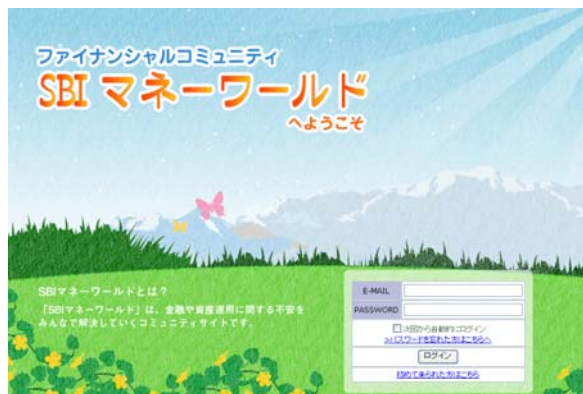 ファイナンシャルコミュニティ
SBI マネーワールド
へようこそ
SBIマネーワールドとは？
「SBIマネーワールド」は、金融や資産運用に関する不安を
みんなで解決していくコミュニティサイトです。
E-MAIL
PASSWORD
次回から自動的にログイン
>パスワードを忘れた方はこちらへ
ログイン
初めて来られた方はこちら